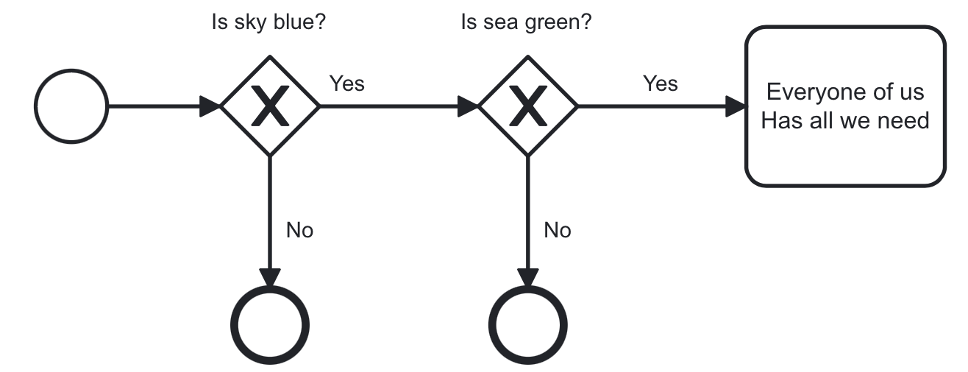 Is sky blue?
Is sea green?
Yes
Yes
Everyone of us
Has all we need
X
X
No
No